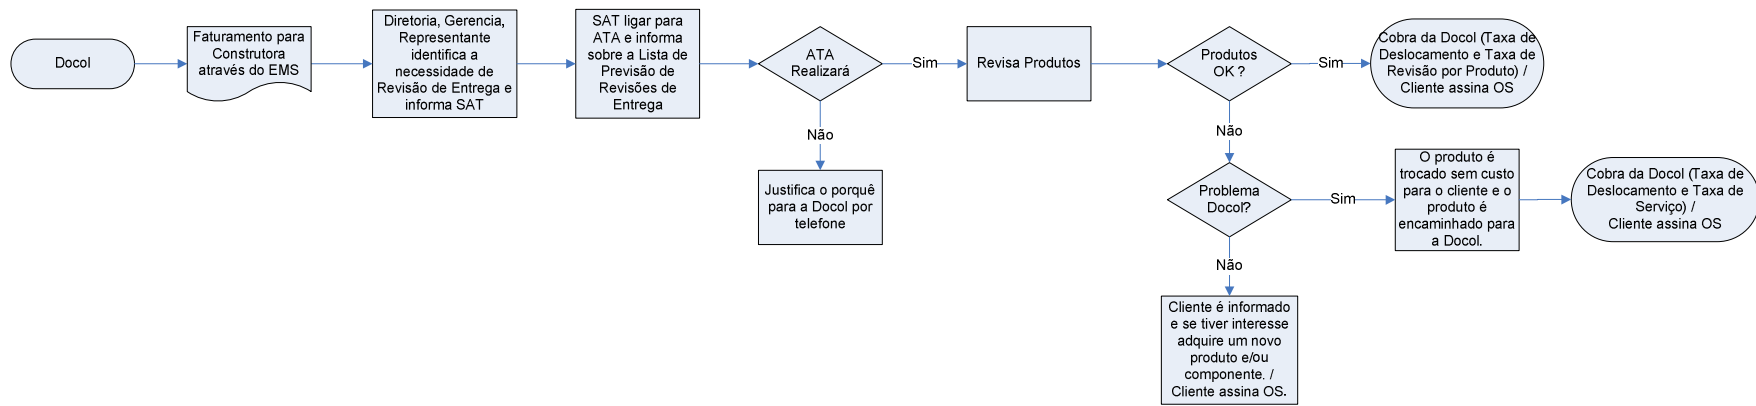 Docol
Faturamento para
Construtora
através do EMS
Diretoria, Gerencia,
Representante
identifica a
necessidade de
Revisão de Entrega e
informa SAT
SAT ligar para
ATA e informa
sobre a Lista de
Previsão de
Revisões de
Entrega
ATA
Realizará
Sim
Revisa Produtos
Produtos
OK ?
Sim
Cobra da Docol (Taxa de
Deslocamento e Taxa de
Revisão por Produto) /
Cliente assina OS
Não
Justifica o porquê
para a Docol por
telefone
Não
Problema
Docol?
Sim
O produto é
trocado sem custo
para o cliente e o
produto é
encaminhado para
a Docol.
Cobra da Docol (Taxa de
Deslocamento e Taxa de
Serviço) /
Cliente assina OS
Não
Cliente é informado
e se tiver interesse
adquire um novo
produto e/ou
componente. /
Cliente assina OS.